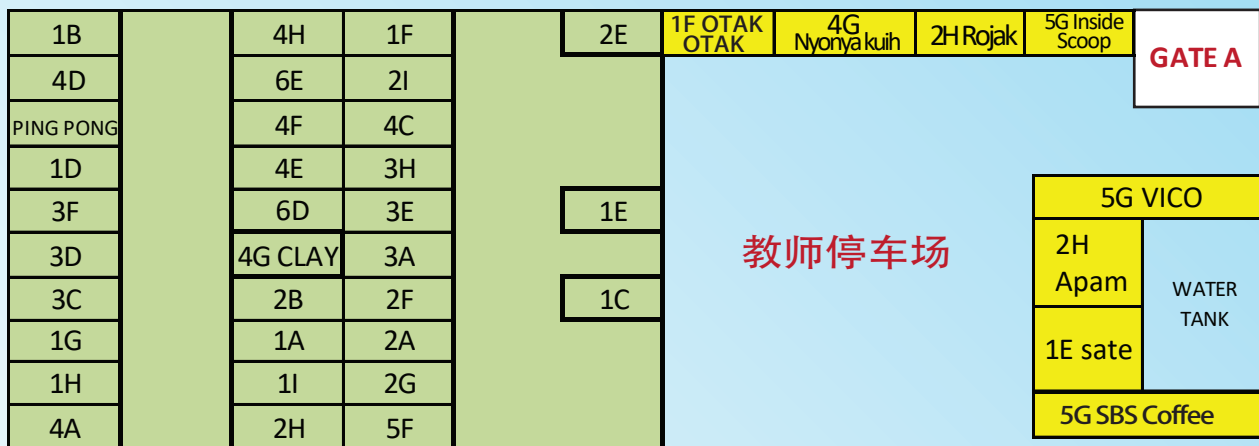 1B
4H
1F
2E
1F OTAK
OTAK
4G
Nyonya kuih
2H Rojak
5G Inside
Scoop
GATE A
4D
6E
2I
PING PONG
4F
4C
1D
4E
3H
3F
6D
3E
1E
5G VICO
3D
4G CLAY
3A
教师停车场
2H
Apam
WATER
TANK
3C
2B
2F
1C
1G
1A
2A
1E sate
1H
1I
2G
4A
2H
5F
5G SBS Coffee